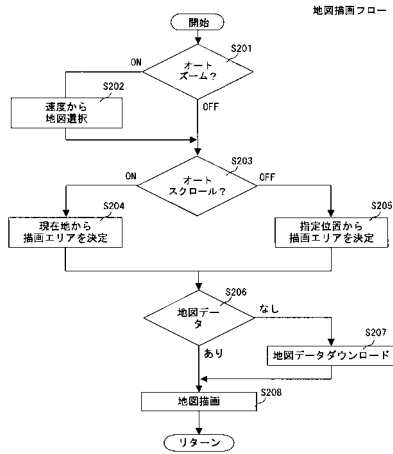 地図描画フロー
開始
S201
オート
ズーム?
ON
OFF
S202
速度から
地図選択
S203
オート
スクロール?
ON
OFF
S204
現在地から
描画エリアを決定
S205
指定位置から
描画エリアを決定
S206
地図デー
タ
なし
あり
S207
地図データダウンロード
S208
地図描画
リターン